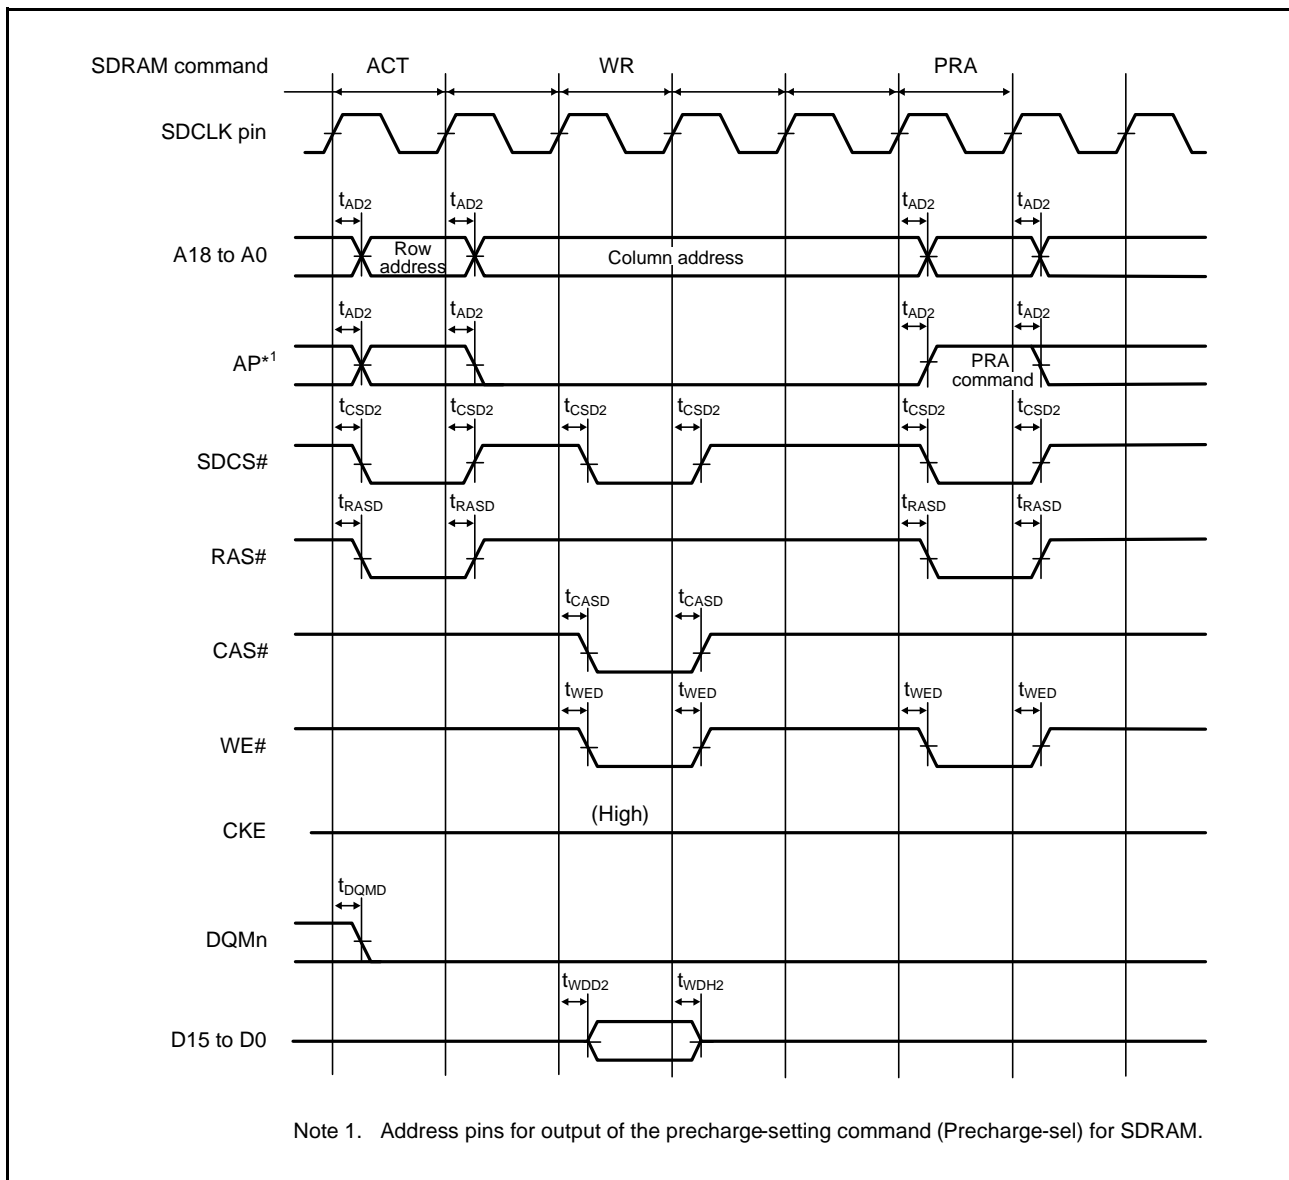 SDRAM command ACT WR PRA
SDCLK pin
tAD2 tAD2 tAD2 tAD2
A18 to A0 Row address Column address
tAD2 tAD2 tAD2 tAD2
AP*1 PRA command
tCSD2 tCSD2 tCSD2 tCSD2 tCSD2 tCSD2
SDCS#
tRASD tRASD tRASD tRASD
RAS#
tCASD tCASD
CAS#
tWED tWED tWED tWED
WE#
(High)
CKE
tDQMD
DQMn
tWDD2 tWDH2
D15 to D0
Note 1. Address pins for output of the precharge-setting command (Precharge-sel) for SDRAM.